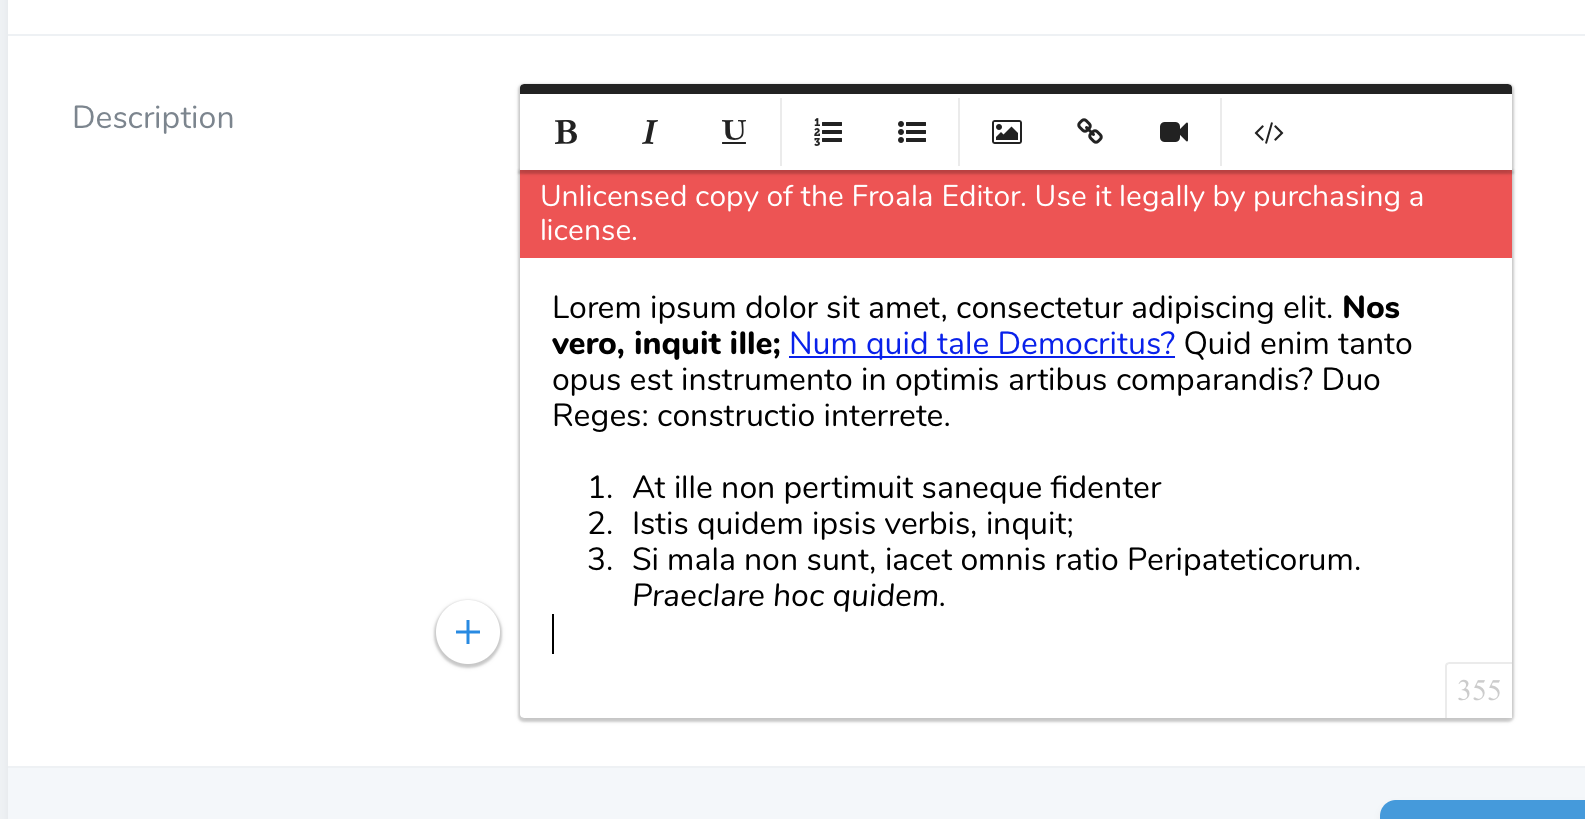 Description
B I U
Unlicensed copy of the Froala Editor. Use it legally by purchasing a
license.
Lorem ipsum dolor sit amet, consectetur adipiscing elit. Nos
vero, inquit ille; Num quid tale Democritus? Quid enim tanto
opus est instrumento in optimis artibus comparandis? Duo
Reges: constructio interrete.
1. At ille non pertimuit saneque fidenter
2. Istis quidem ipsis verbis, inquit;
3. Si mala non sunt, iacet omnis ratio Peripateticorum.
Praeclare hoc quidem.
355